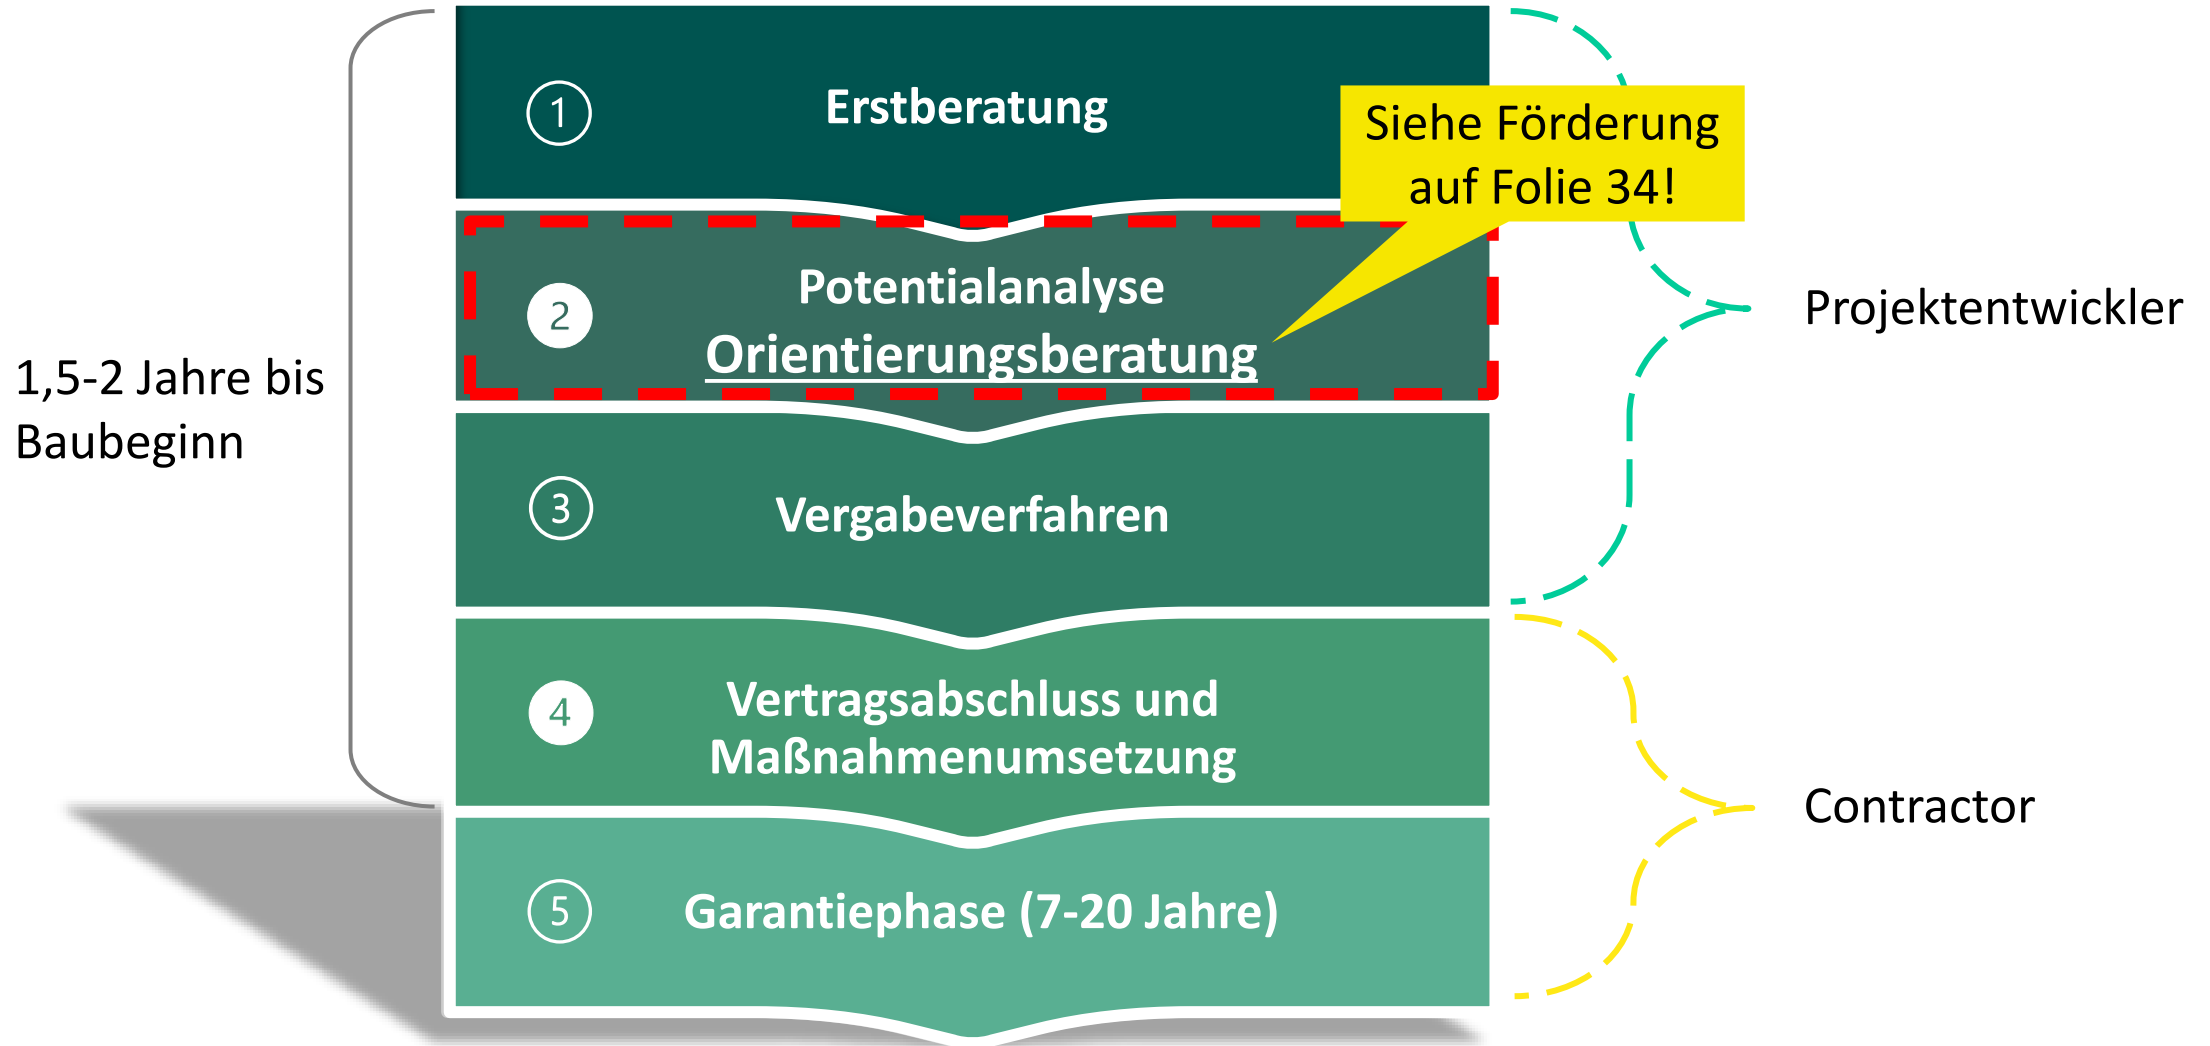 1
Erstberatung
Siehe Förderung
auf Folie 34!
2
Potentialanalyse
Orientierungsberatung
Projektentwickler
1,5-2 Jahre bis
Baubeginn
3
Vergabeverfahren
4
Vertragsabschluss und
Maßnahmenumsetzung
Contractor
5
Garantiephase (7-20 Jahre)